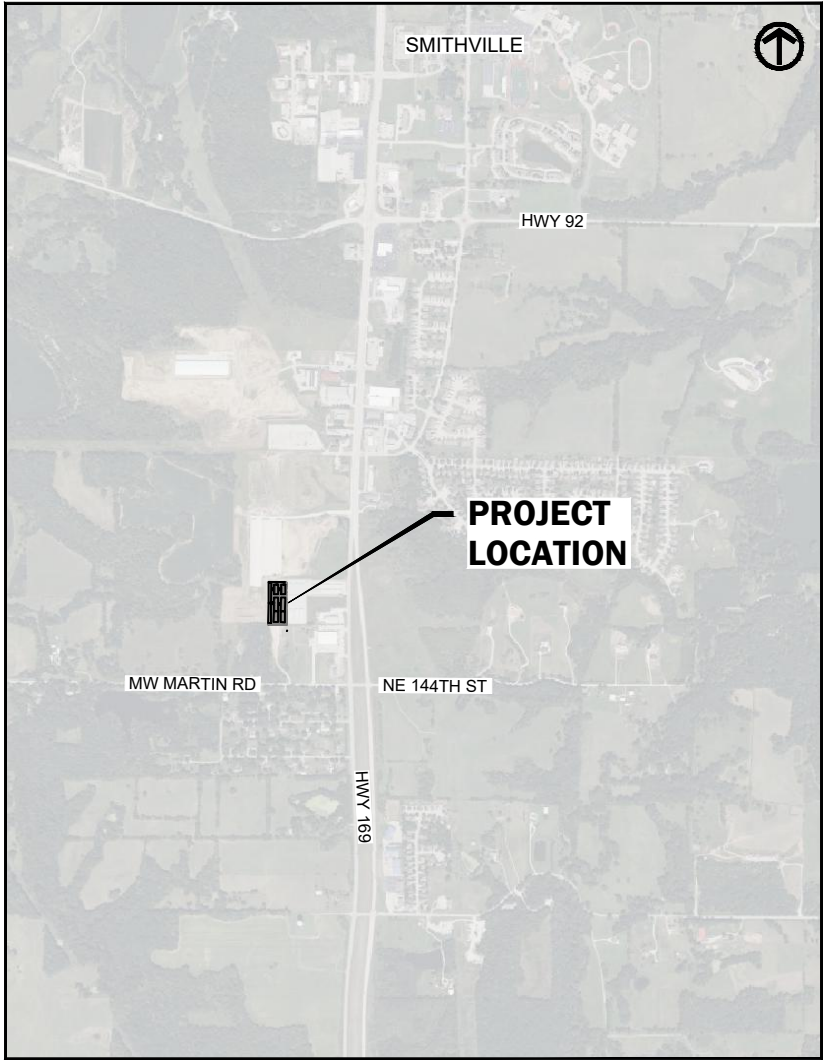 SMITHVILLE
HWY 92
PROJECT
LOCATION
MW MARTIN RD
NE 144TH ST
HWY 169